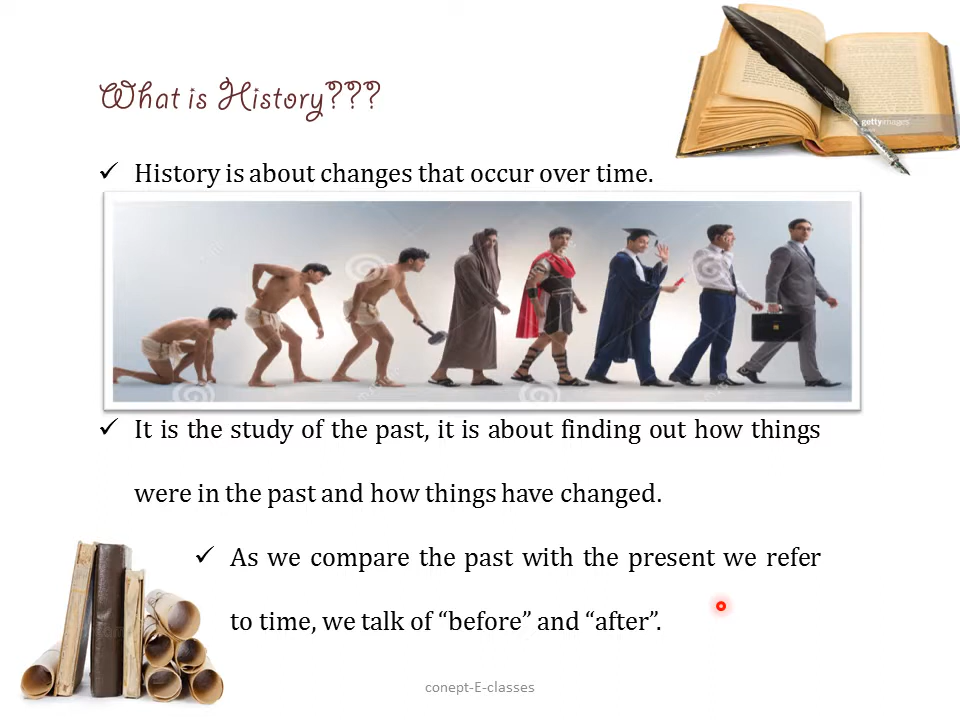 What is History???
✓ History is about changes that occur over time.
✓ It is the study of the past, it is about finding out how things
were in the past and how things have changed.
✓ As we compare the past with the present we refer
to time, we talk of “before” and “after”.
gettyimages
conept-E-classes